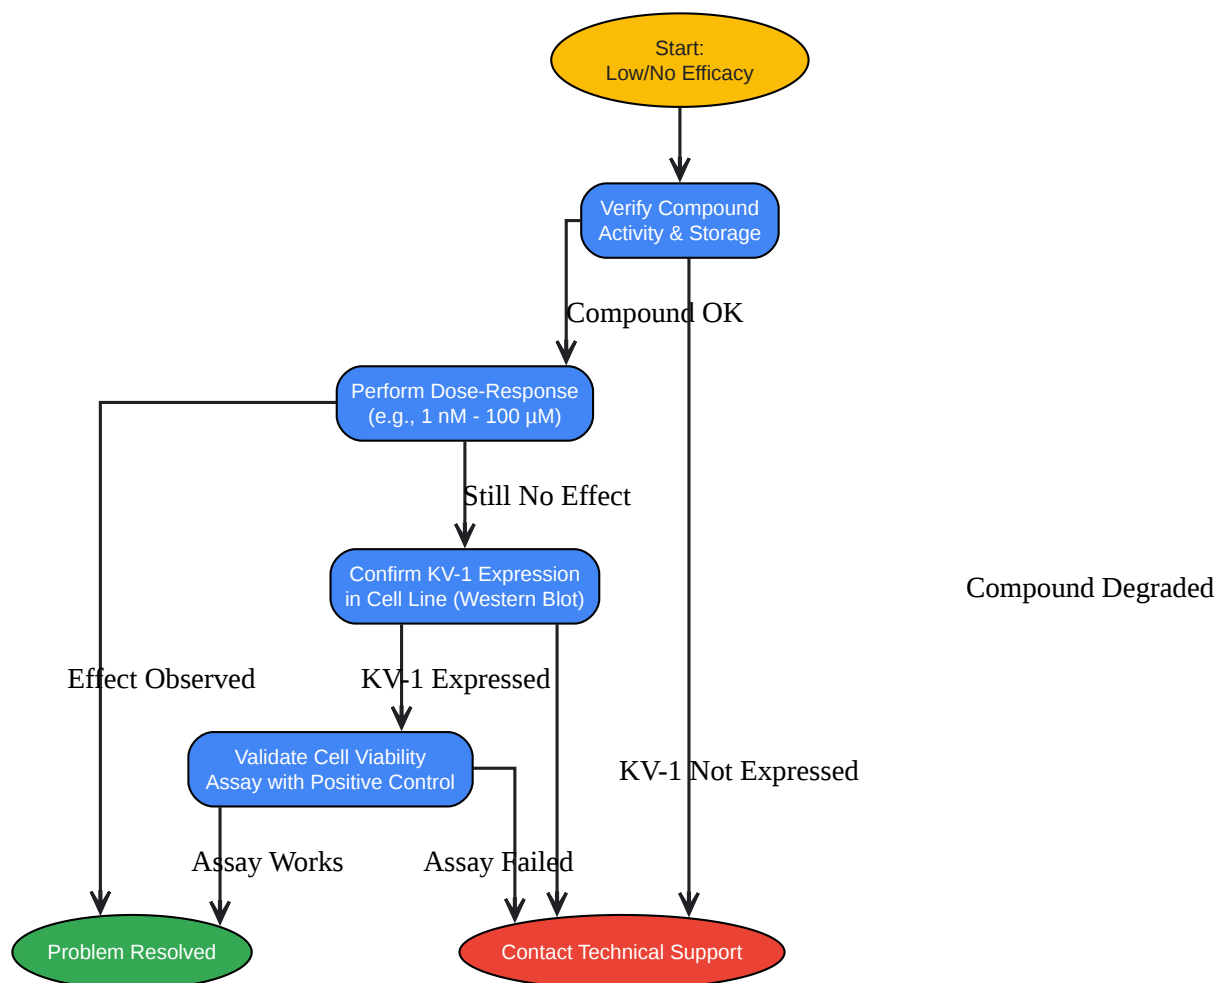 Start:
Low/No Efficacy
Verify Compound
Activity & Storage
Compound OK
Perform Dose-Response
(e.g., 1 nM - 100 µM)
Still No Effect
Confirm KV-1 Expression
in Cell Line (Western Blot)
Compound Degraded
Effect Observed
KV-1 Expressed
Validate Cell Viability
Assay with Positive Control
KV-1 Not Expressed
Assay Works
Assay Failed
Problem Resolved
Contact Technical Support